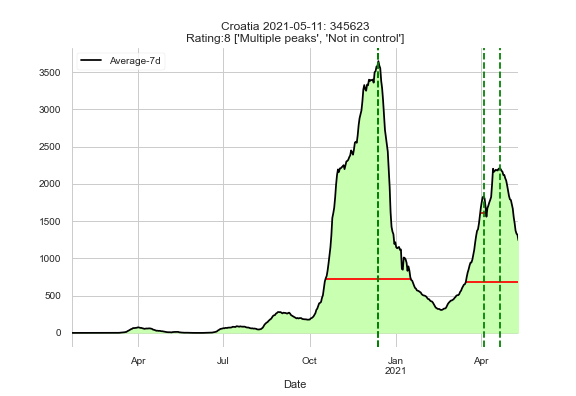 Croatia 2021-05-11: 345623
Rating:8 ['Multiple peaks', 'Not in control']
Average-7d
3500
3000
2500
2000
1500
1000
500
0
Apr
Jul
Oct
Jan
2021
Apr
Date